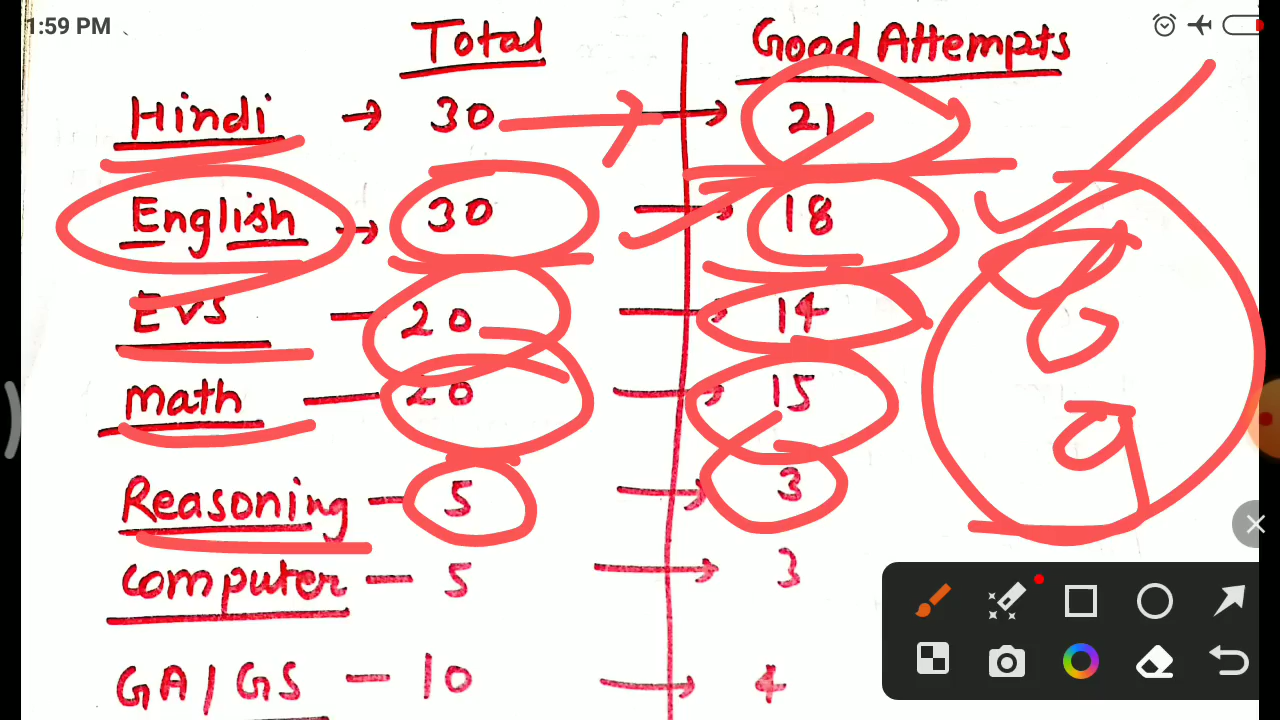 1:59 PM
Total Good Attempts
Hindi → 30 → 21
English → 30 → 18
EVS - 20 → 14
Math - 20 → 15
Reasoning - 5 → 3
Computer - 5 → 3
GA/GS - 10 → 4